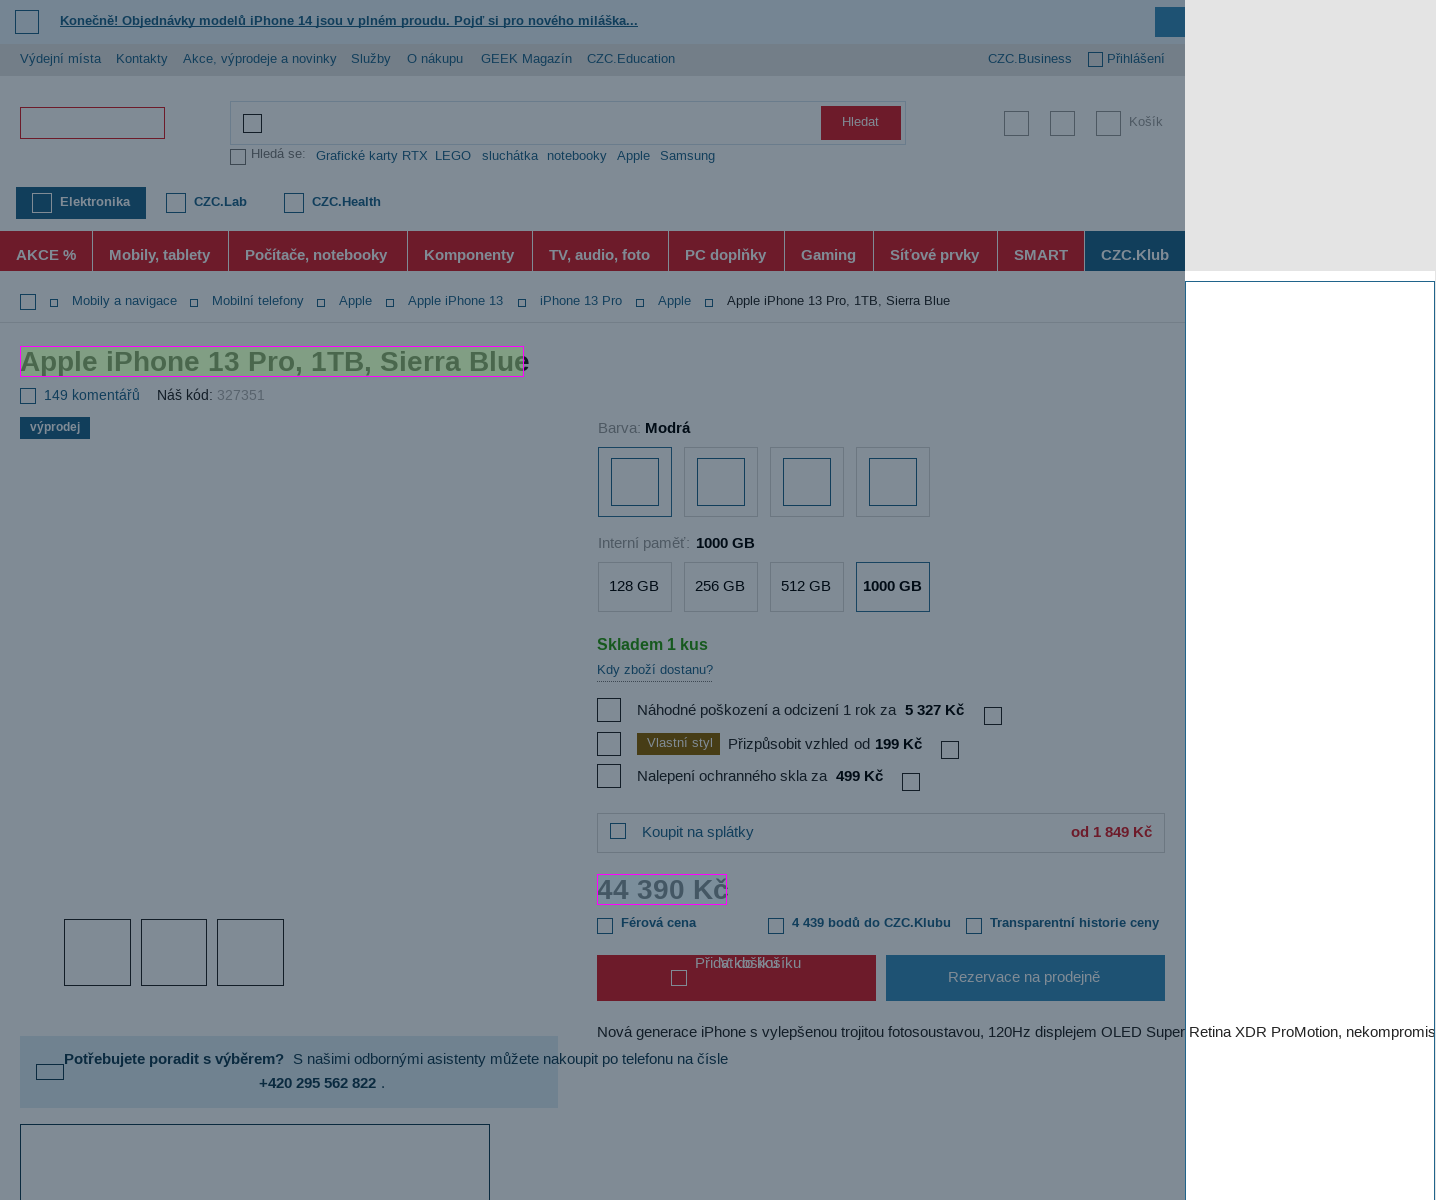 Konečně! Objednávky modelů iPhone 14 jsou v plném proudu. Pojď si pro nového miláška...
Výdejní místa Kontakty Akce, výprodeje a novinky Služby O nákupu GEEK Magazín CZC.Education CZC.Business Přihlášení
Hledat
Košík
Hledá se: Grafické karty RTX LEGO sluchátka notebooky Apple Samsung
Elektronika CZC.Lab CZC.Health
AKCE % Mobily, tablety Počítače, notebooky Komponenty TV, audio, foto PC doplňky Gaming Síťové prvky SMART CZC.Klub
Mobily a navigace Mobilní telefony Apple Apple iPhone 13 iPhone 13 Pro Apple Apple iPhone 13 Pro, 1TB, Sierra Blue
Apple iPhone 13 Pro, 1TB, Sierra Blue
149 komentářů Náš kód: 327351
výprodej
Barva: Modrá
Interní paměť: 1000 GB
128 GB 256 GB 512 GB 1000 GB
Skladem 1 kus
Kdy zboží dostanu?
Náhodné poškození a odcizení 1 rok za 5 327 Kč
Vlastní styl Přizpůsobit vzhled od 199 Kč
Nalepení ochranného skla za 499 Kč
Koupit na splátky od 1 849 Kč
44 390 Kč
Férová cena 4 439 bodů do CZC.Klubu Transparentní historie ceny
Přidat do košíku
V košíku
Rezervace na prodejně
Nová generace iPhone s vylepšenou trojitou fotosoustavou, 120Hz displejem OLED Super Retina XDR ProMotion, nekompromis
Potřebujete poradit s výběrem? S našimi odbornými asistenty můžete nakoupit po telefonu na čísle
+420 295 562 822 .